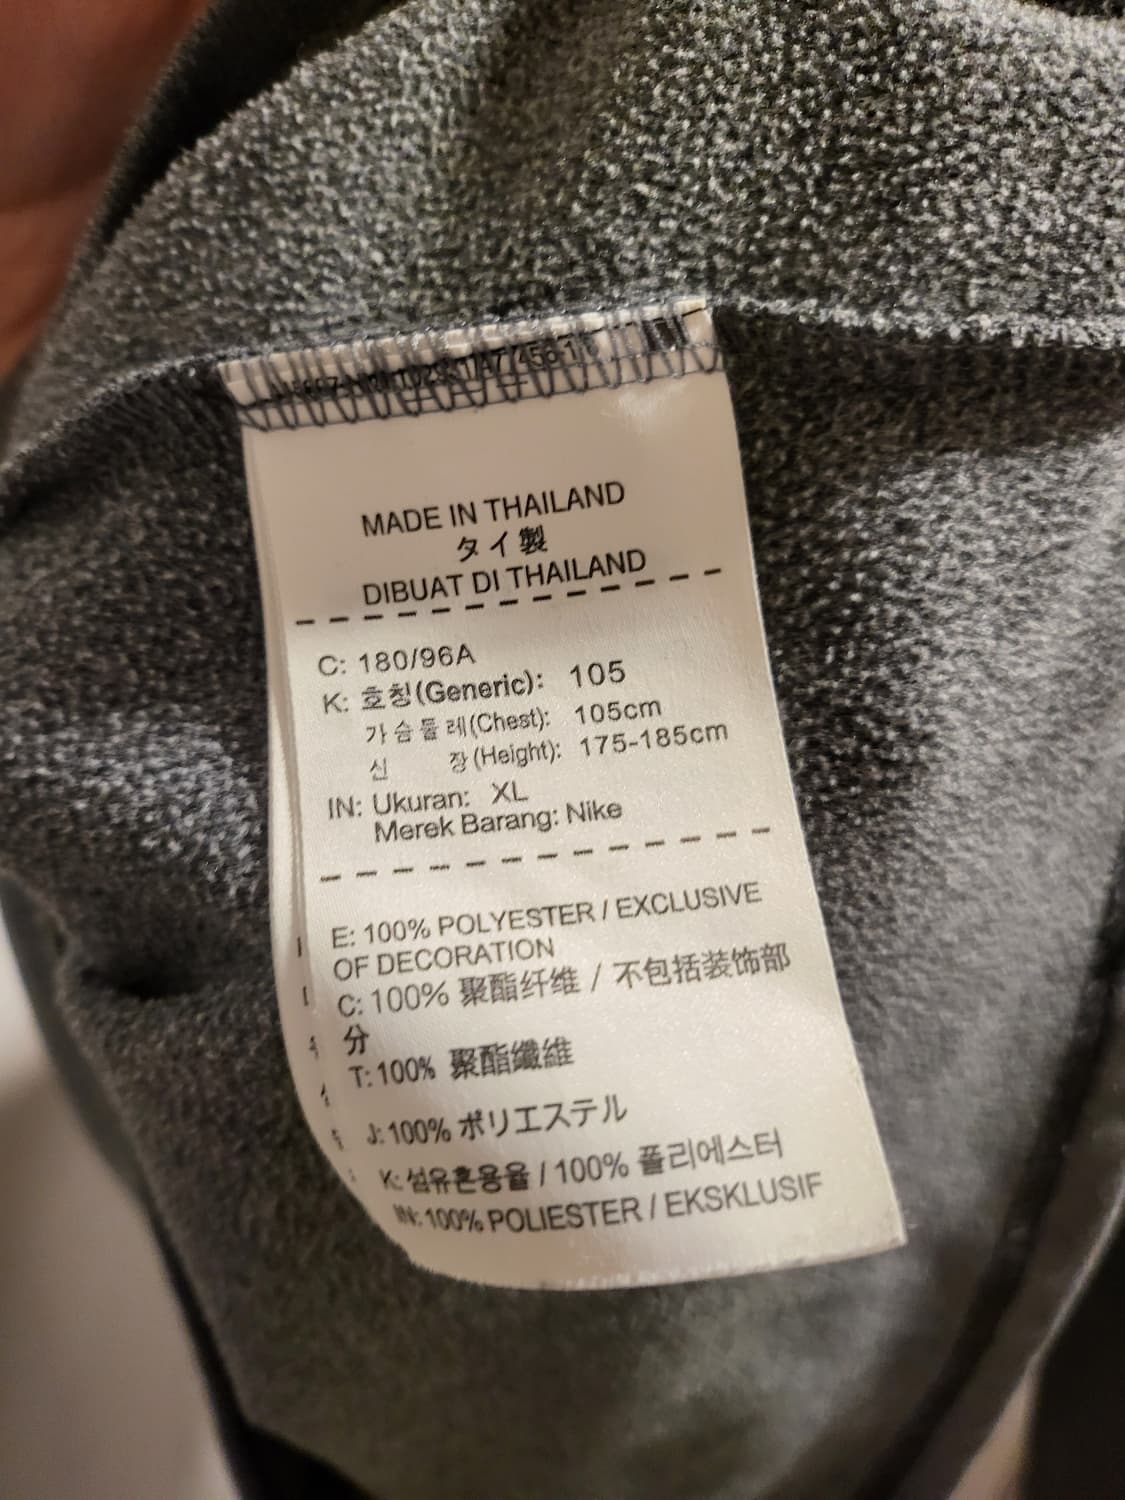 MADE IN THAILAND
タイ製
DIBUAT DI THAILAND
C: 180/96A
K: 호칭(Generic): 105
가슴둘레(Chest): 105cm
신 장(Height): 175-185cm
IN: Ukuran: XL
Merek Barang: Nike
E: 100% POLYESTER / EXCLUSIVE
OF DECORATION
C: 100% 聚酯纤维 / 不包括装饰部
分
T: 100% 聚酯纖維
J: 100% ポリエステル
K: 섬유혼용율 / 100% 폴리에스터
IN: 100% POLIESTER / EKSKLUSIF